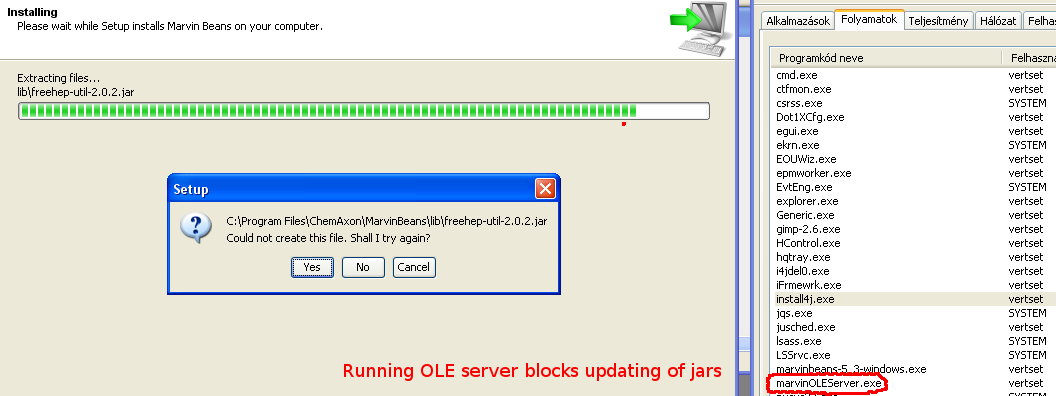 Installing
Please wait while Setup installs Marvin Beans on your computer.
Extracting files...
lib\freehep-util-2.0.2.jar
Setup
C:\Program Files\ChemAxon\MarvinBeans\lib\freehep-util-2.0.2.jar
Could not create this file. Shall I try again?
Yes No Cancel
Running OLE server blocks updating of jars
Alkalmazások Folyamatok Teljesítmény Hálózat Felhas
Programkód neve Felhaszna
cmd.exe vertset
ctfmon.exe vertset
csrss.exe SYSTEM
Dot1XCfg.exe vertset
egui.exe vertset
ekrn.exe SYSTEM
EOUWiz.exe vertset
epmworker.exe vertset
EvtEng.exe SYSTEM
explorer.exe vertset
Generic.exe vertset
gimp-2.6.exe vertset
HControl.exe vertset
hqtray.exe vertset
i4jdel0.exe vertset
iFrmewrk.exe vertset
install4j.exe vertset
jqs.exe SYSTEM
jusched.exe vertset
lsass.exe SYSTEM
LSSrvc.exe SYSTEM
marvinbeans-5_3-windows.exe vertset
marvinOLEServer.exe vertset